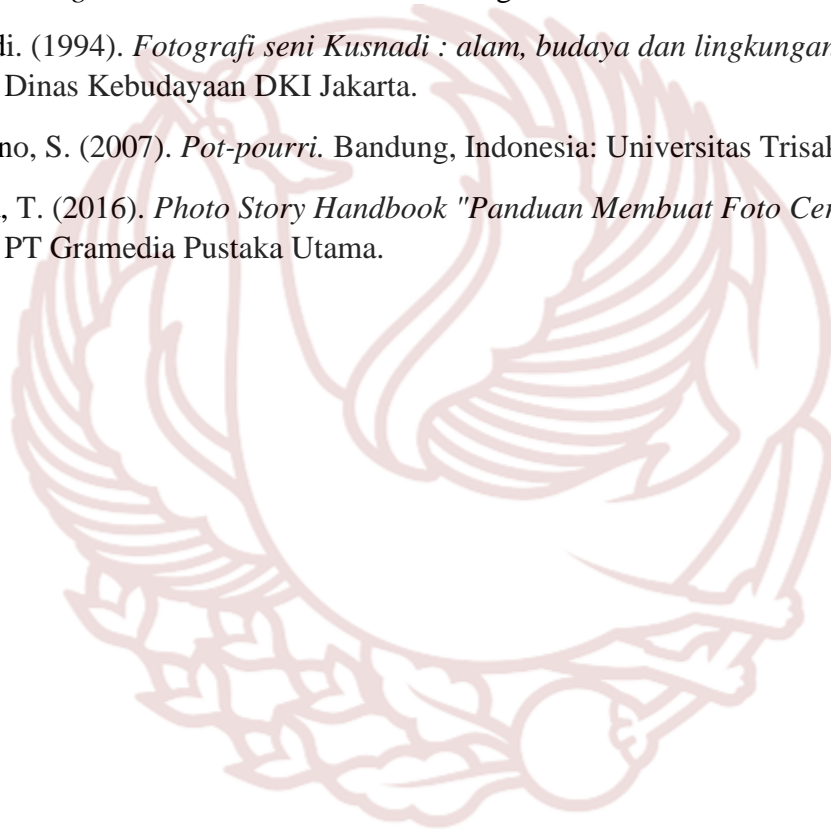 di. (1994). Fotografi seni Kusnadi : alam, budaya dan lingkungan
Dinas Kebudayaan DKI Jakarta.
no, S. (2007). Pot-pourri. Bandung, Indonesia: Universitas Trisak
, T. (2016). Photo Story Handbook "Panduan Membuat Foto Cer
PT Gramedia Pustaka Utama.